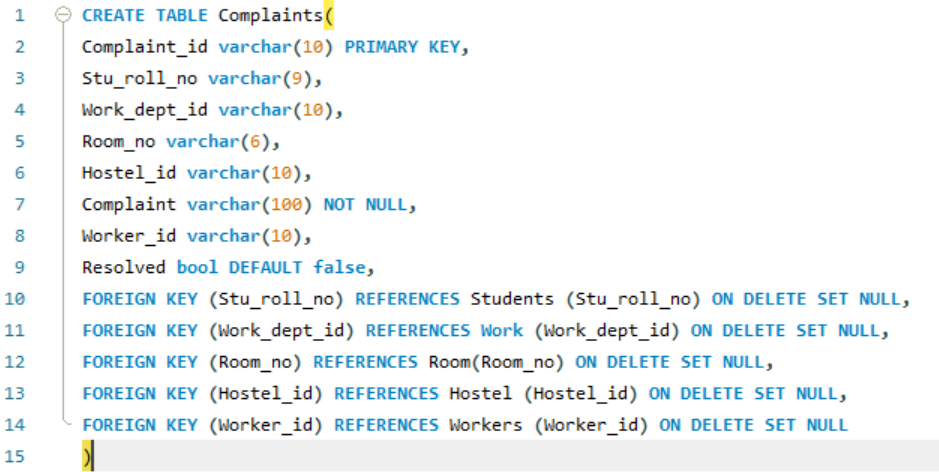 1 CREATE TABLE Complaints(
2 Complaint_id varchar(10) PRIMARY KEY,
3 Stu_roll_no varchar(9),
4 Work_dept_id varchar(10),
5 Room_no varchar(6),
6 Hostel_id varchar(10),
7 Complaint varchar(100) NOT NULL,
8 Worker_id varchar(10),
9 Resolved bool DEFAULT false,
10 FOREIGN KEY (Stu_roll_no) REFERENCES Students (Stu_roll_no) ON DELETE SET NULL,
11 FOREIGN KEY (Work_dept_id) REFERENCES Work (Work_dept_id) ON DELETE SET NULL,
12 FOREIGN KEY (Room_no) REFERENCES Room(Room_no) ON DELETE SET NULL,
13 FOREIGN KEY (Hostel_id) REFERENCES Hostel (Hostel_id) ON DELETE SET NULL,
14 FOREIGN KEY (Worker_id) REFERENCES Workers (Worker_id) ON DELETE SET NULL
15 )